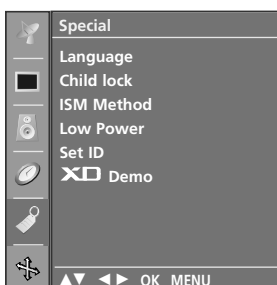 Special
Language
Child lock
ISM Method
Low Power
Set ID
XD Demo
▲▼ ◄► OK MENU